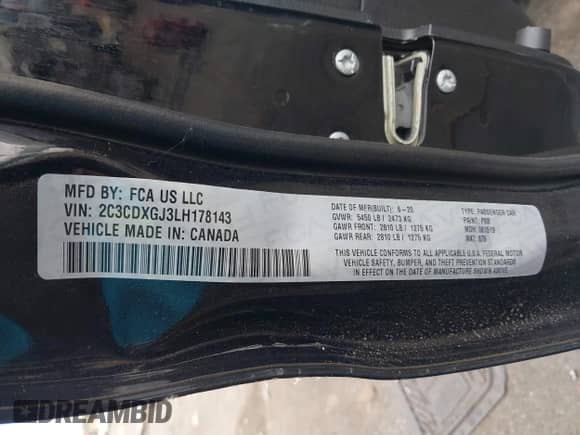 MFD BY: FCA US LLC
VIN: 2C3CDXGJ3LH178143
VEHICLE MADE IN: CANADA
DATE OF MFR(BUILT): 6-20
GVWR: 5450 LB / 2473 KG
GAWR FRONT: 2810 LB / 1275 KG
GAWR REAR: 2810 LB / 1275 KG
TYPE: PASSENGER CAR
PAINT:
MDH:
MKT:
THIS VEHICLE CONFORMS TO ALL APPLICABLE U.S.A. FEDERAL MOTOR
VEHICLE SAFETY, BUMPER, AND THEFT PREVENTION STANDARDS
IN EFFECT ON THE DATE OF MANUFACTURE SHOWN ABOVE.
DREAMBID